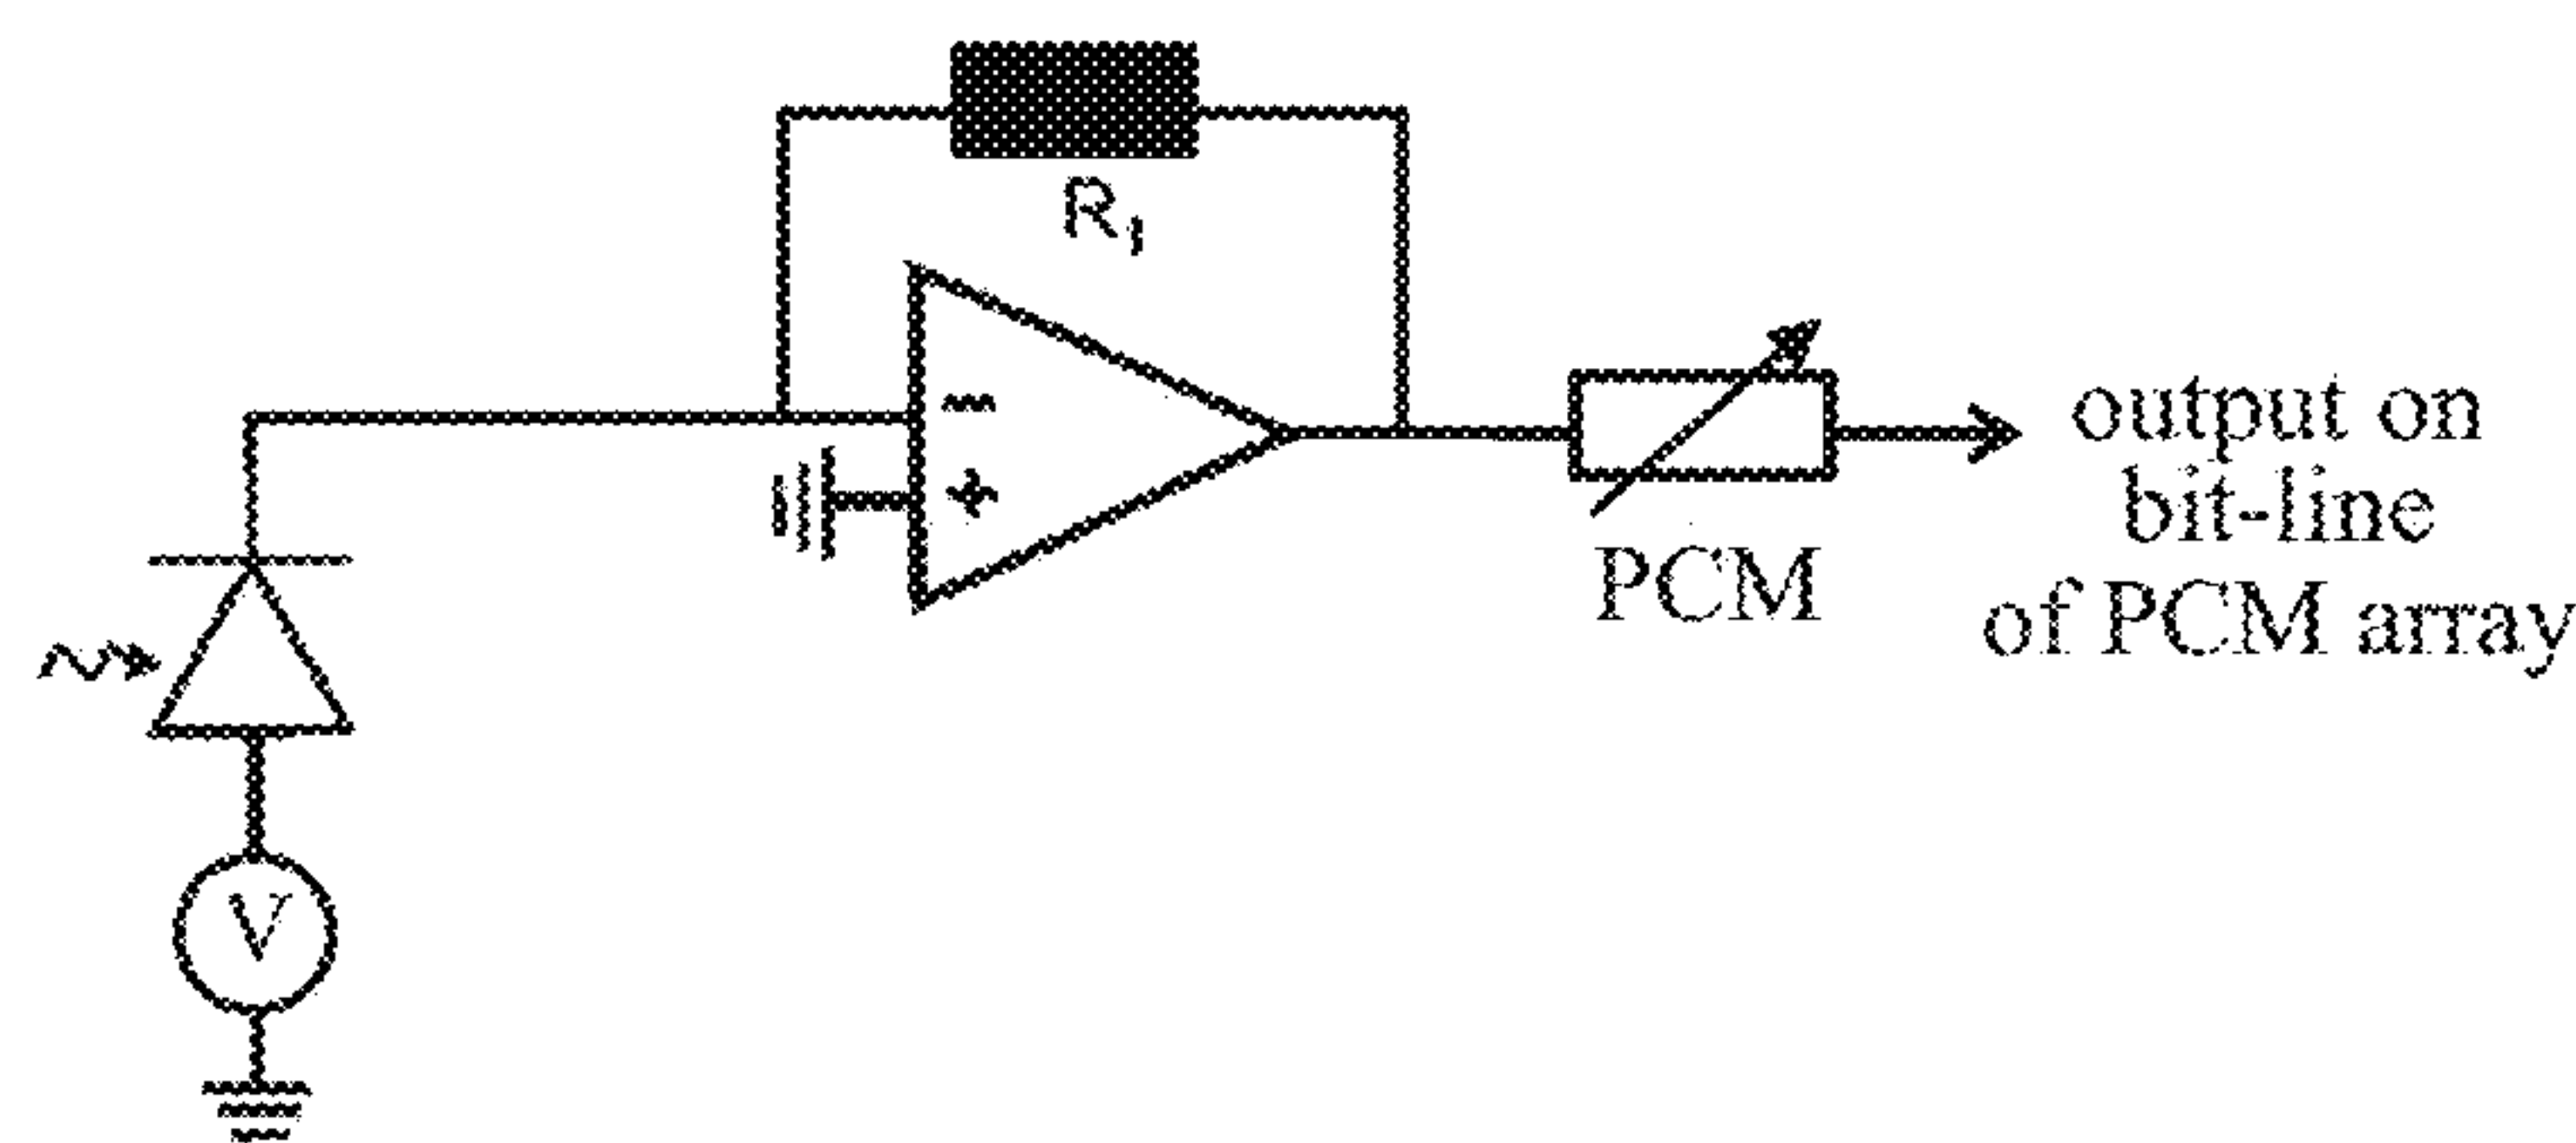 R₁
−
+
PCM
output on
bit-line
of PCM array
V